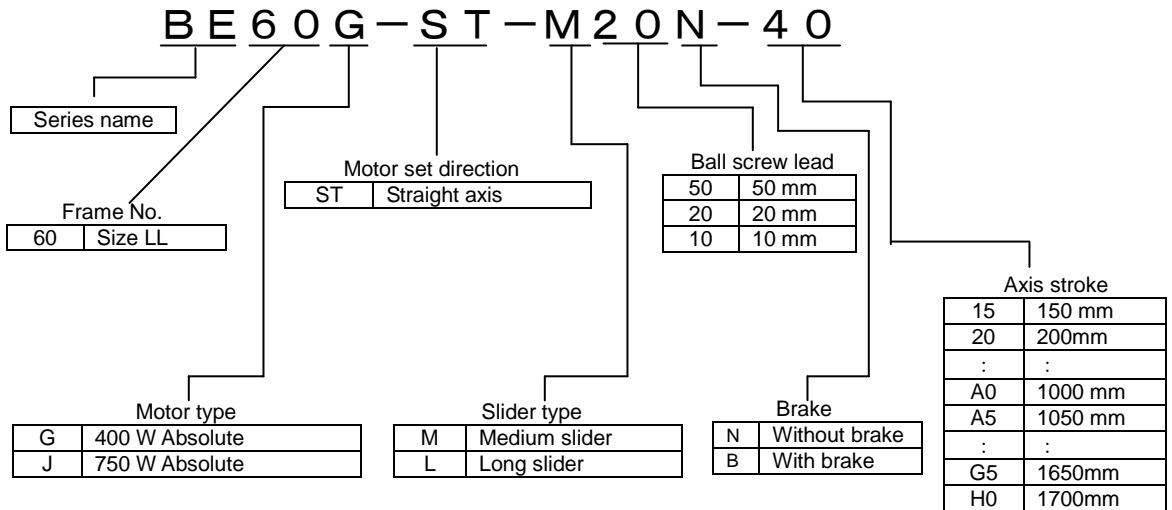 BE60G-ST-M20N-40
Series name
Motor set direction
ST Straight axis
Ball screw lead
50 50 mm
20 20 mm
10 10 mm
Frame No.
60 Size LL
Axis stroke
15 150 mm
20 200mm
: :
A0 1000 mm
A5 1050 mm
: :
G5 1650mm
H0 1700mm
Motor type
G 400 W Absolute
J 750 W Absolute
Slider type
M Medium slider
L Long slider
Brake
N Without brake
B With brake